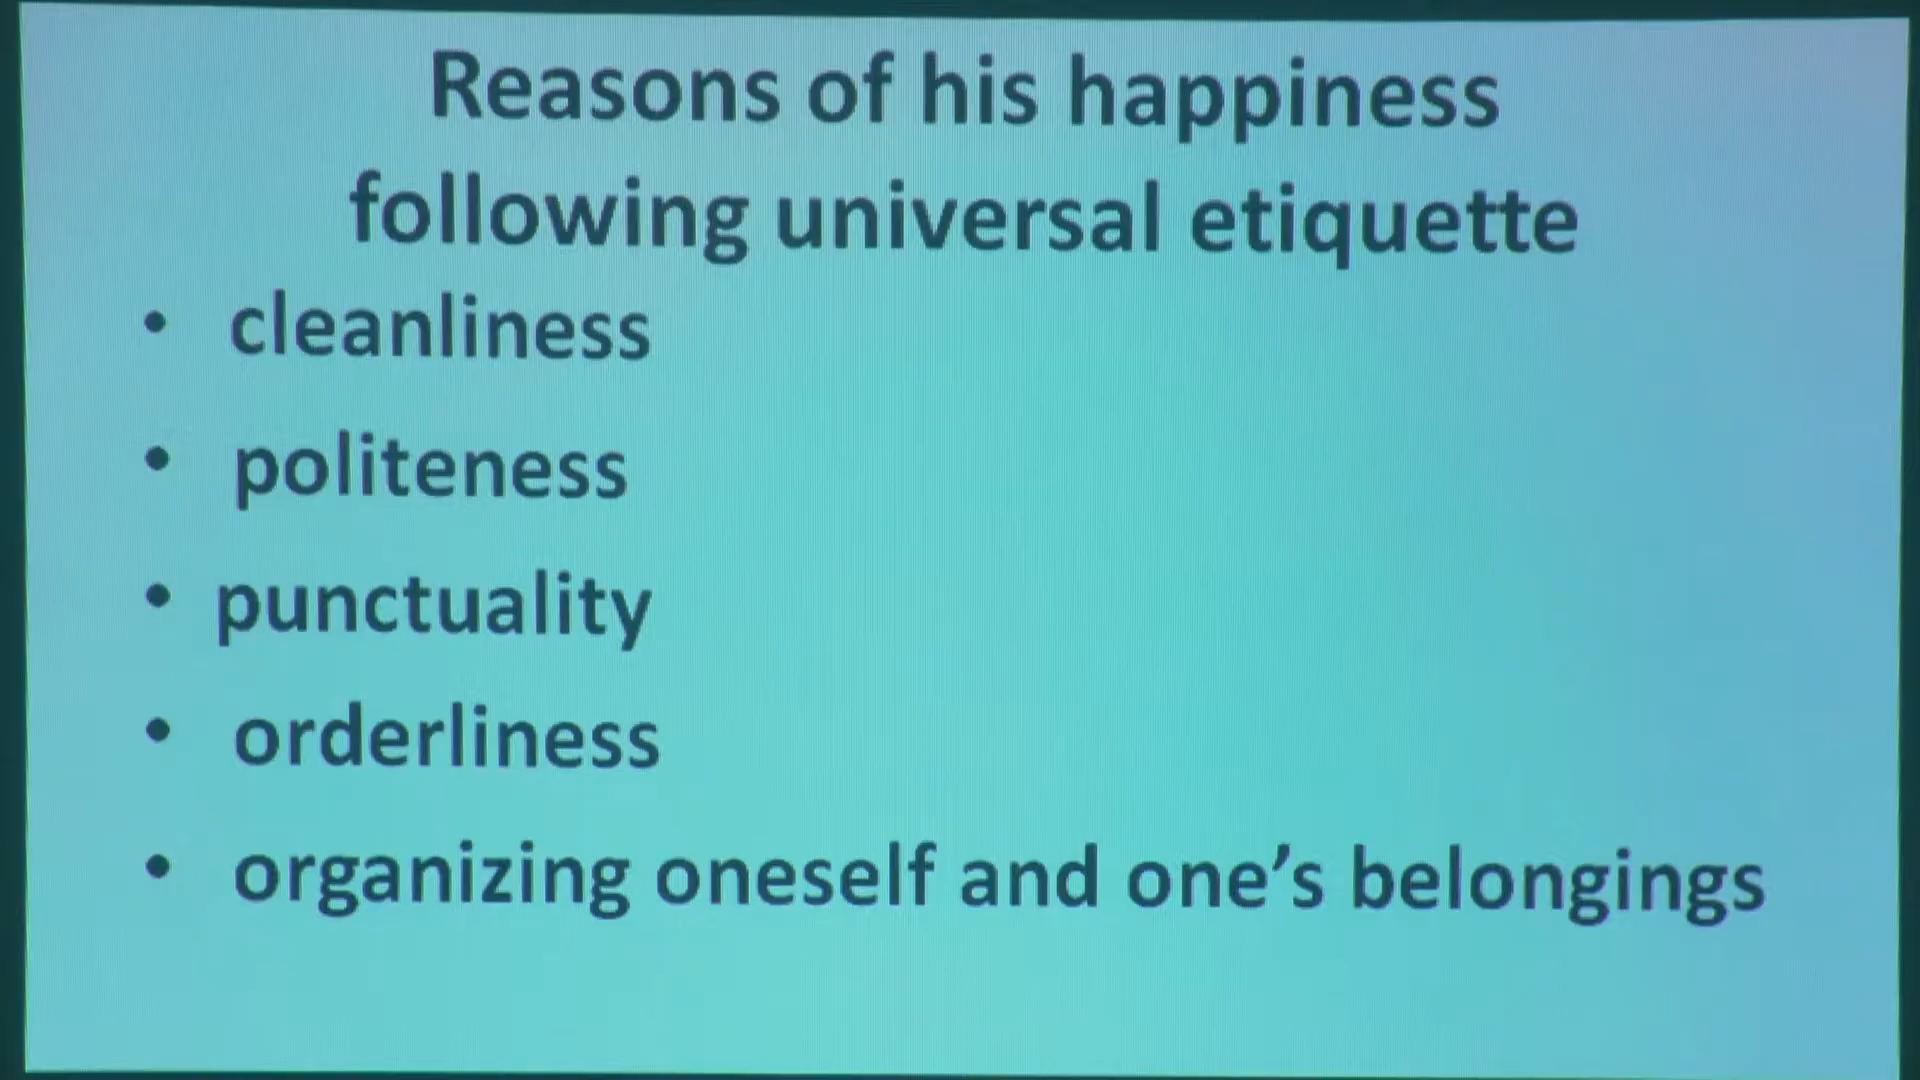 Reasons of his happiness
following universal etiquette
• cleanliness
• politeness
• punctuality
• orderliness
• organizing oneself and one's belongings